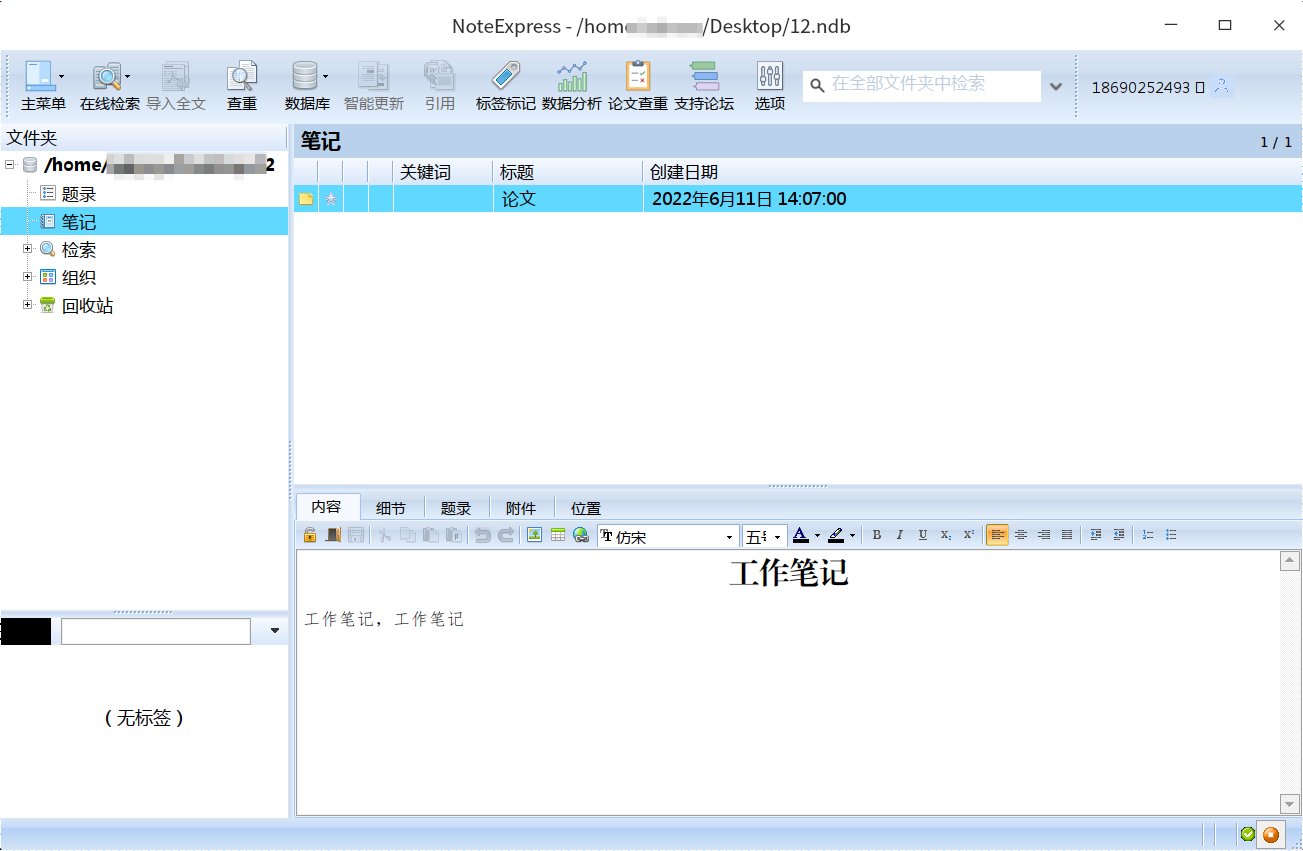 NoteExpress - /hom /Desktop/12.ndb
主菜单 在线检索 导入全文 查重 数据库 智能更新 引用 标签标记 数据分析 论文查重 支持论坛 选项
在全部文件夹中检索
18690252493
文件夹
/home/ 2
题录
笔记
检索
组织
回收站
(无标签)
笔记
1 / 1
关键词 标题 创建日期
论文 2022年6月11日 14:07:00
内容 细节 题录 附件 位置
仿宋 五号 B I U X₂ X²
工作笔记
工作笔记，工作笔记